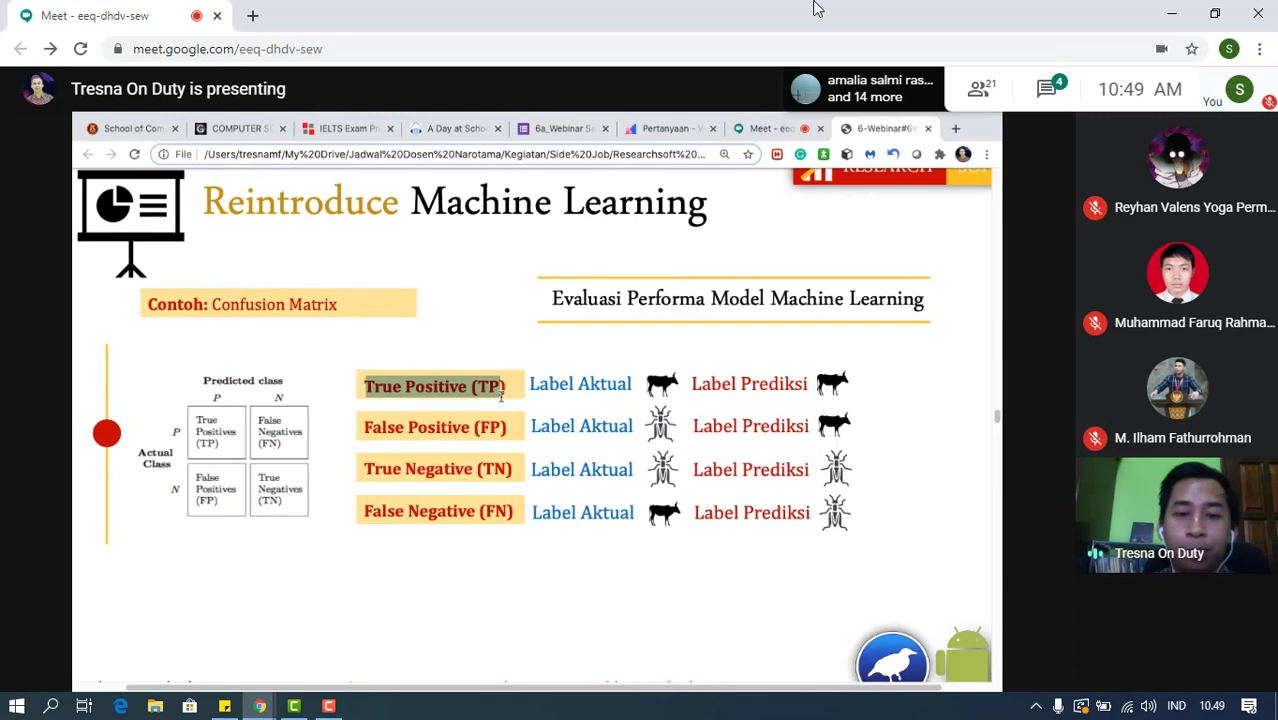 Meet - eeq-dhdv-sew
meet.google.com/eeq-dhdv-sew
S
Tresna On Duty is presenting
amalia salmi ras...
and 14 more
21
4
10:49 AM
You
S
School of Com
COMPUTER S
IELTS Exam Pr
A Day at Schoo
6a_Webinar Se
Pertanyaan - W
Meet - eeq
6-Webinar#6I
File
/Users/tresnamf/My%20Drive/Jadwal%20Dosen%20Narotama/Kegiatan/Side%20Job/Researchsoft%20...
Reintroduce Machine Learning
RESEARCH
Contoh: Confusion Matrix
Evaluasi Performa Model Machine Learning
Predicted class
P N
Actual Class
P
True Positives (TP)
False Negatives (FN)
N
False Positives (FP)
True Negatives (TN)
True Positive (TP) Label Aktual Label Prediksi
False Positive (FP) Label Aktual Label Prediksi
True Negative (TN) Label Aktual Label Prediksi
False Negative (FN) Label Aktual Label Prediksi
Reyhan Valens Yoga Perm...
Muhammad Faruq Rahma...
M. Ilham Fathurrohman
Tresna On Duty
IND
10.49